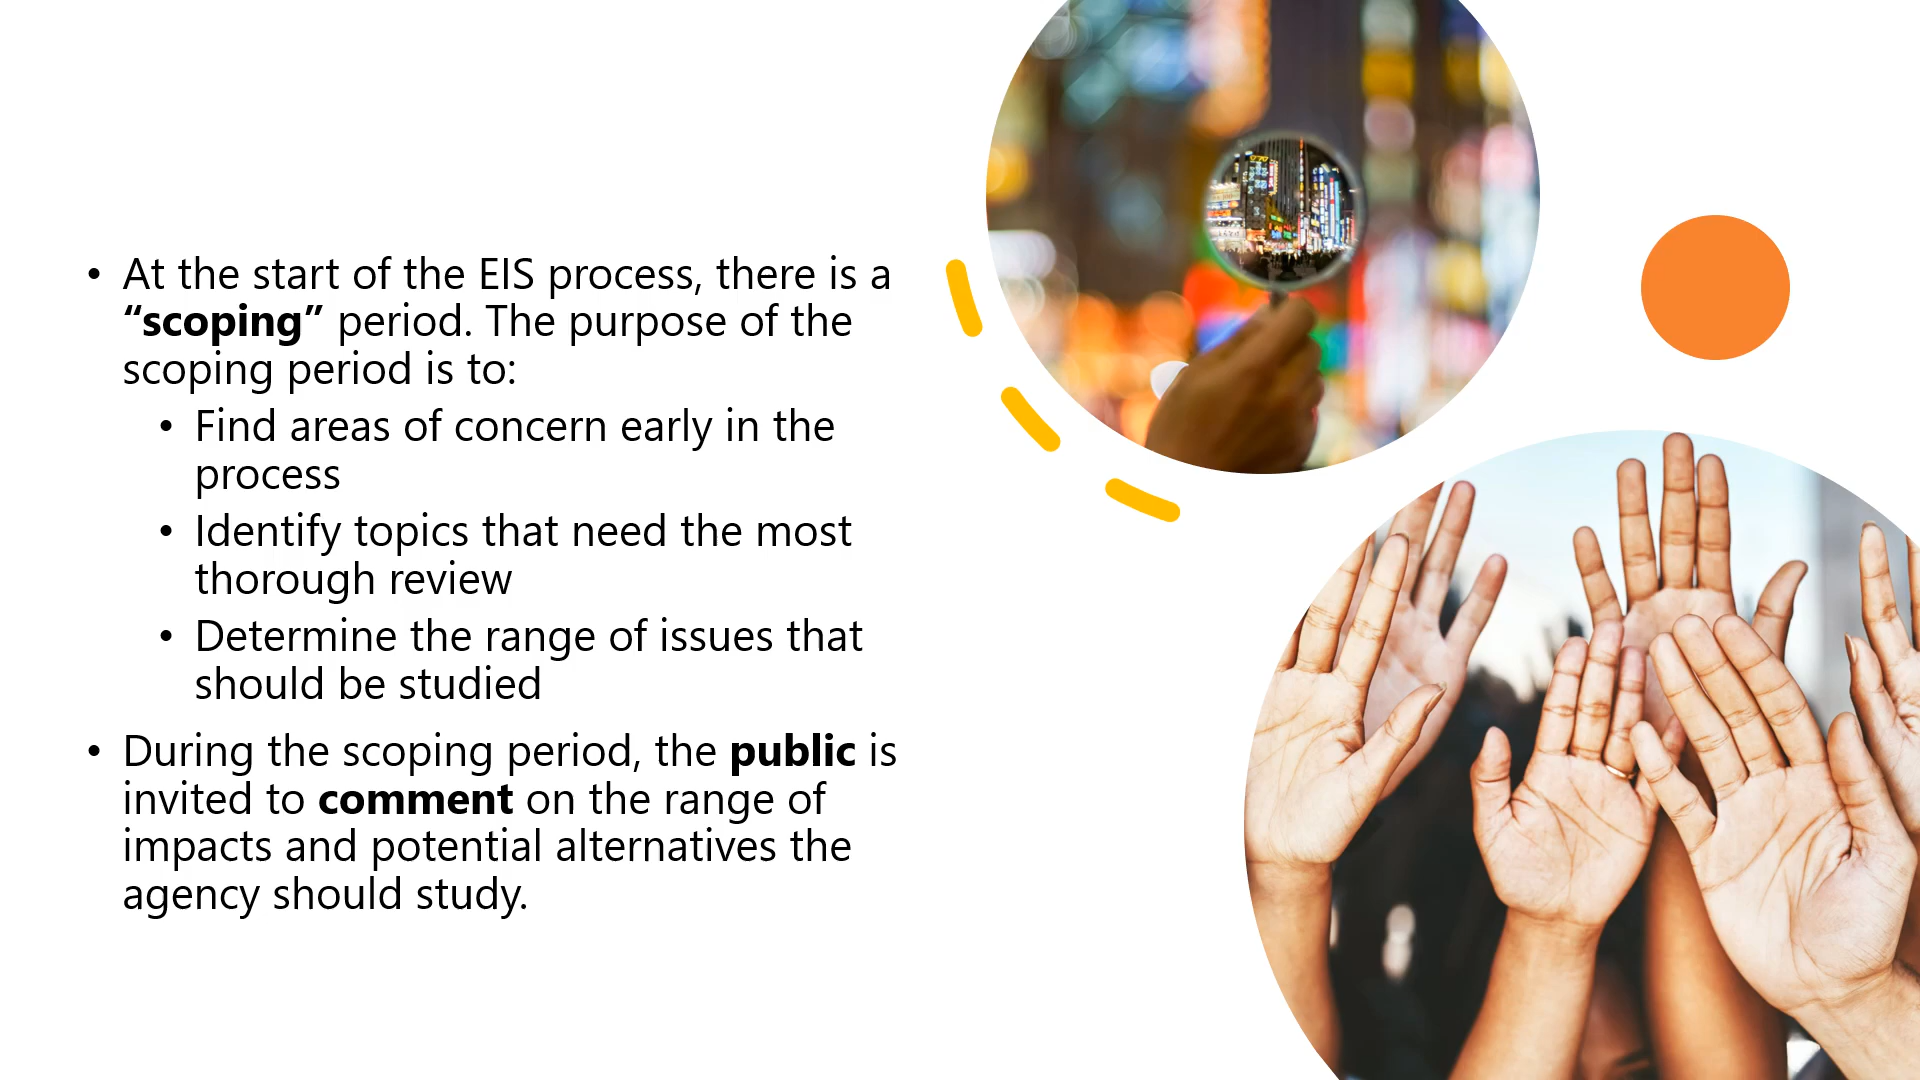 • At the start of the EIS process, there is a
“scoping” period. The purpose of the
scoping period is to:
• Find areas of concern early in the
process
• Identify topics that need the most
thorough review
• Determine the range of issues that
should be studied
• During the scoping period, the public is
invited to comment on the range of
impacts and potential alternatives the
agency should study.